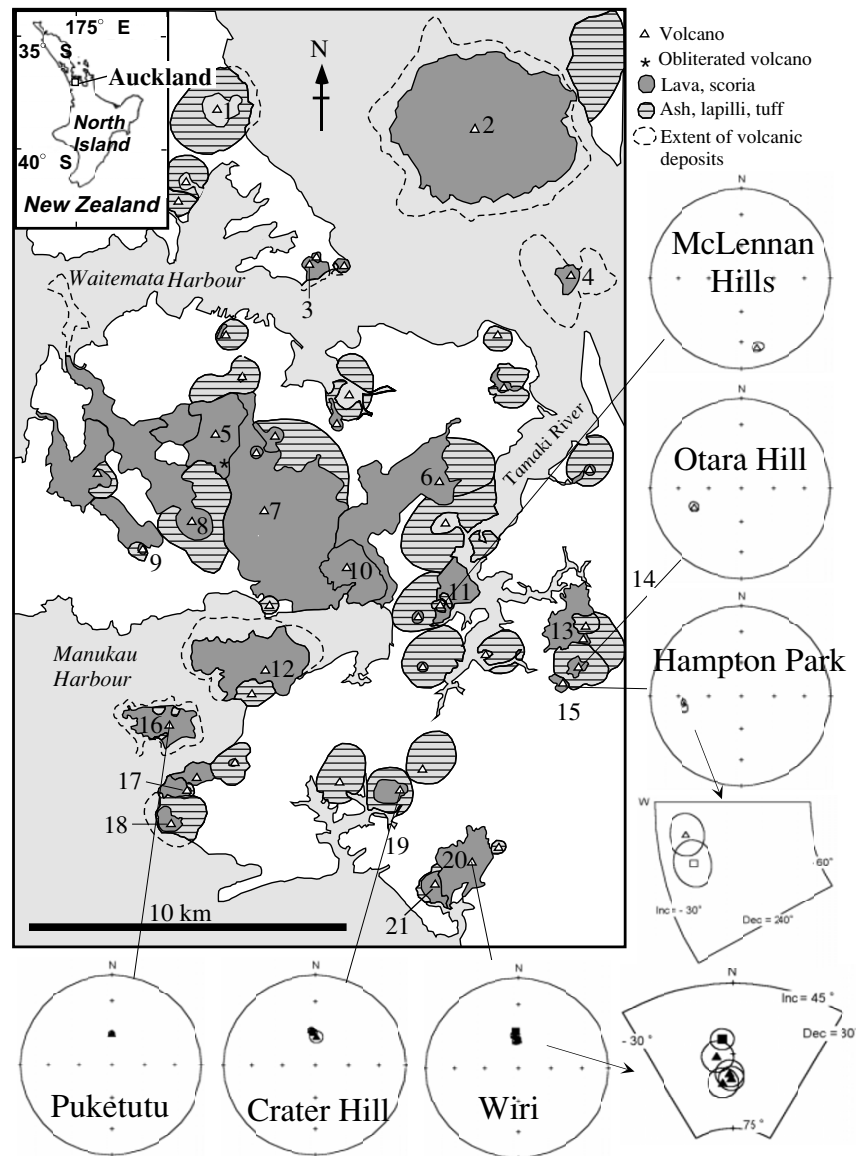 175° E
35° S
Auckland
North
Island
40° S
New Zealand
N
Volcano
Obliterated volcano
Lava, scoria
Ash, lapilli, tuff
Extent of volcanic
deposits
1
2
Waitemata Harbour
3
4
5
6
Tamaki River
7
8
9
10
11
12
13
14
15
Manukau
Harbour
16
17
18
19
20
21
10 km
N
McLennan
Hills
N
Otara Hill
N
Hampton Park
W
60°
Inc = - 30°
Dec = 240°
N
Puketutu
N
Crater Hill
N
Wiri
N
Inc = 45°
- 30°
Dec = 30°
75°